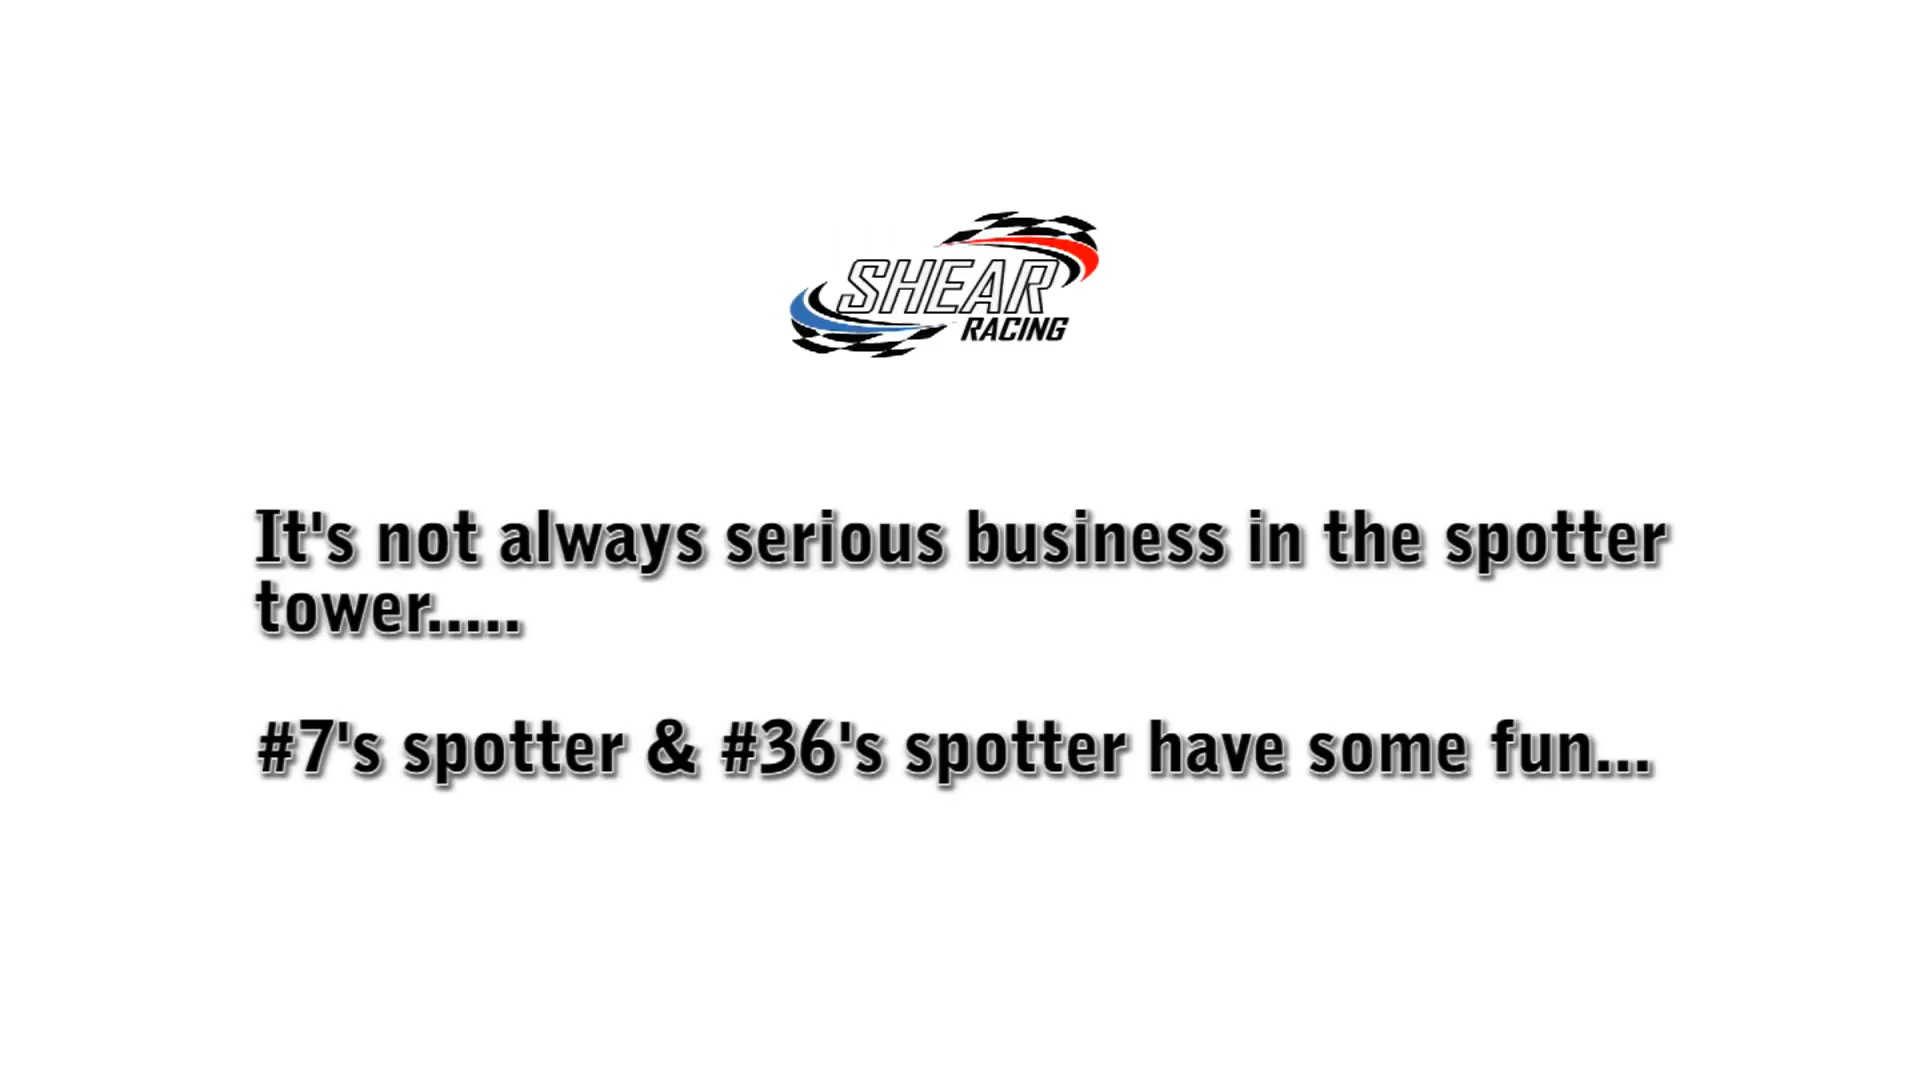 SHEAR
RACING
It's not always serious business in the spotter
tower.....
#7's spotter & #36's spotter have some fun...